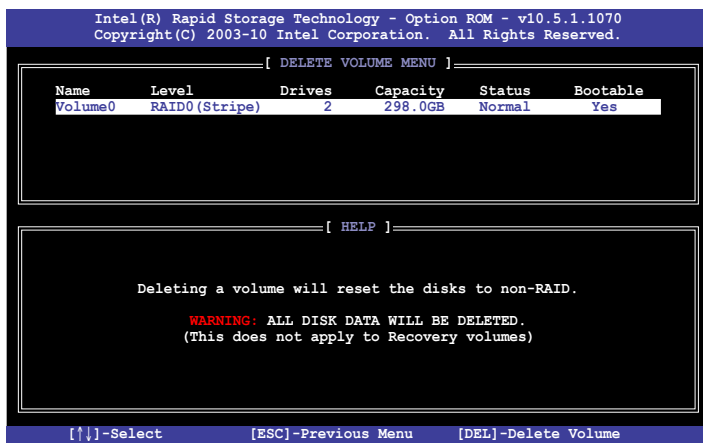 Intel(R) Rapid Storage Technology - Option ROM - v10.5.1.1070
Copyright(C) 2003-10 Intel Corporation. All Rights Reserved.
[ DELETE VOLUME MENU ]
Name Level Drives Capacity Status Bootable
Volume0 RAID0(Stripe) 2 298.0GB Normal Yes
[ HELP ]
Deleting a volume will reset the disks to non-RAID.
WARNING: ALL DISK DATA WILL BE DELETED.
(This does not apply to Recovery volumes)
[↑↓]-Select [ESC]-Previous Menu [DEL]-Delete Volume